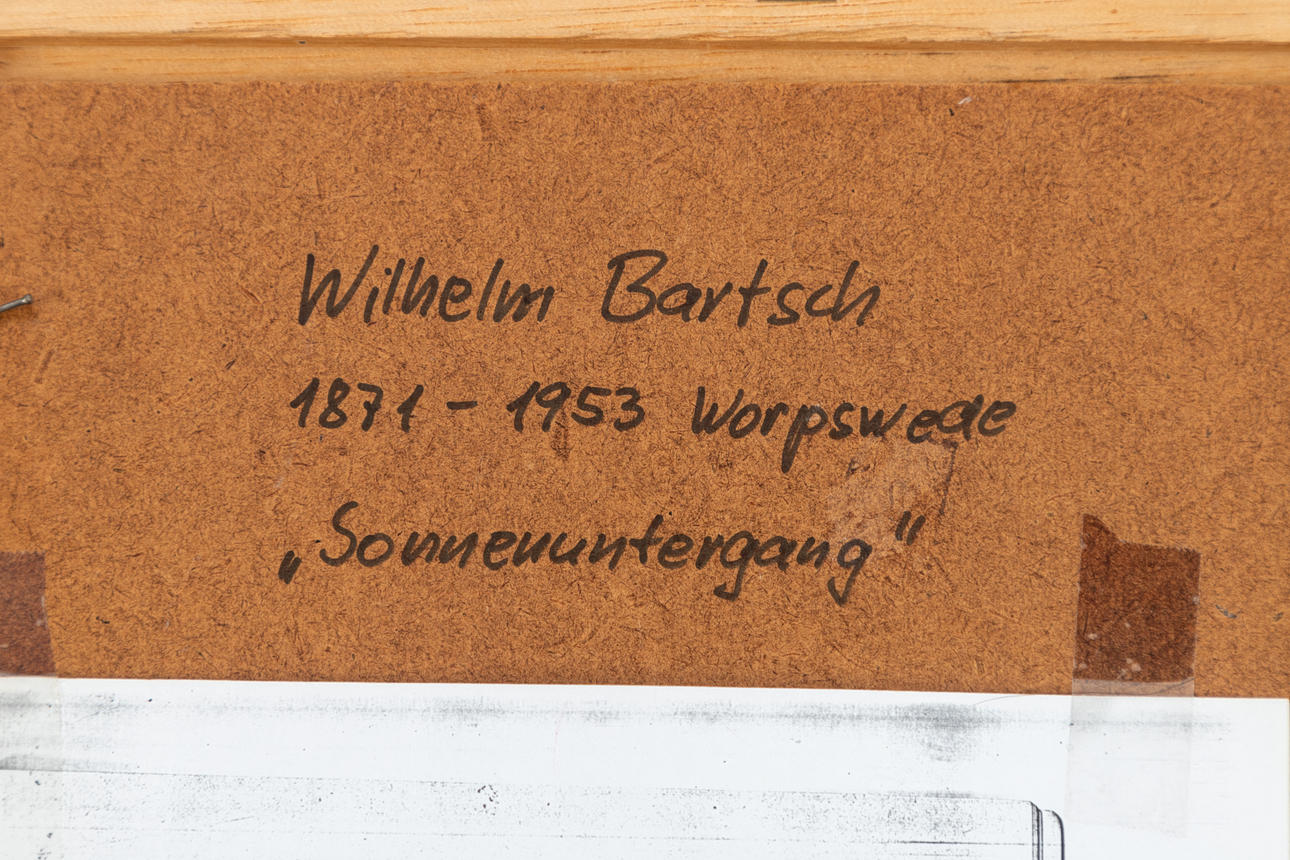 Wilhelm Bartsch
1871 - 1953 Worpswede
„Sonnenuntergang"